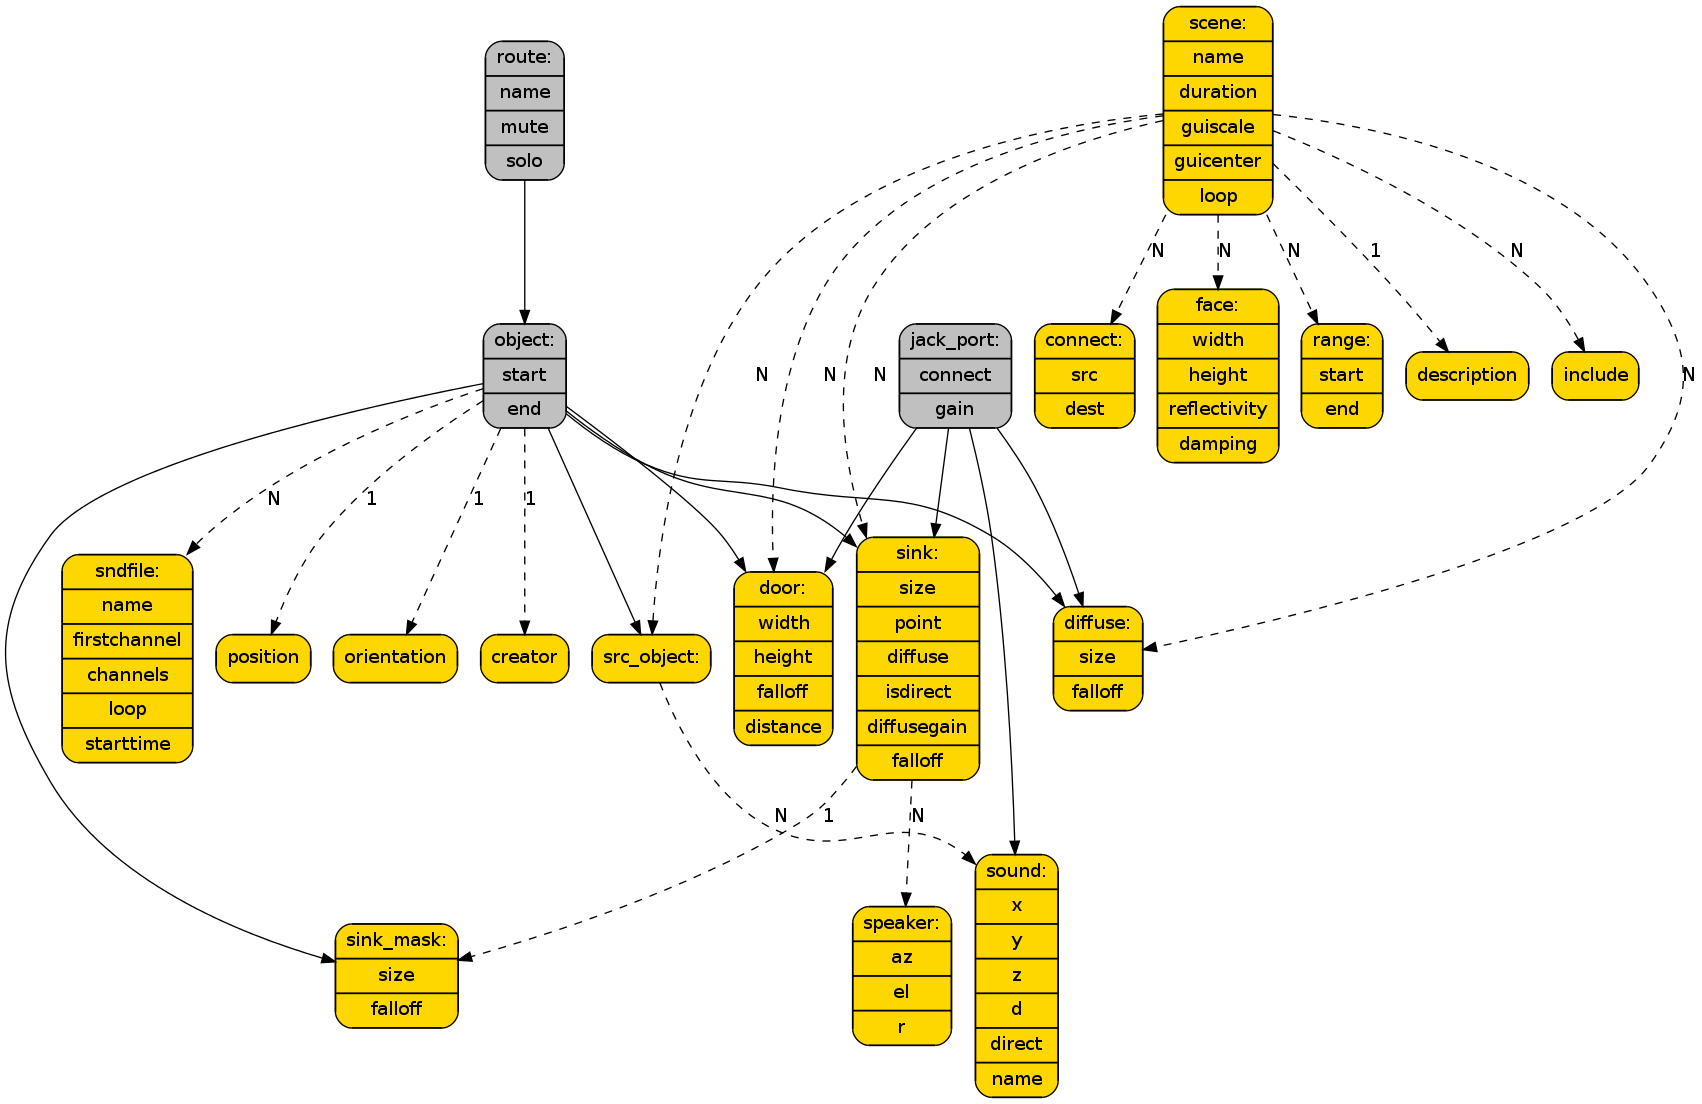 scene:
name
duration
guiscale
guicenter
loop
route:
name
mute
solo
N
N
N
1
N
object:
start
end
jack_port:
connect
gain
connect:
src
dest
face:
width
height
reflectivity
damping
range:
start
end
description
include
N
N
N
N
N
1
1
1
sndfile:
name
firstchannel
channels
loop
starttime
position
orientation
creator
src_object:
door:
width
height
falloff
distance
sink:
size
point
diffuse
isdirect
diffusegain
falloff
diffuse:
size
falloff
N
1
N
sink_mask:
size
falloff
speaker:
az
el
r
sound:
x
y
z
d
direct
name